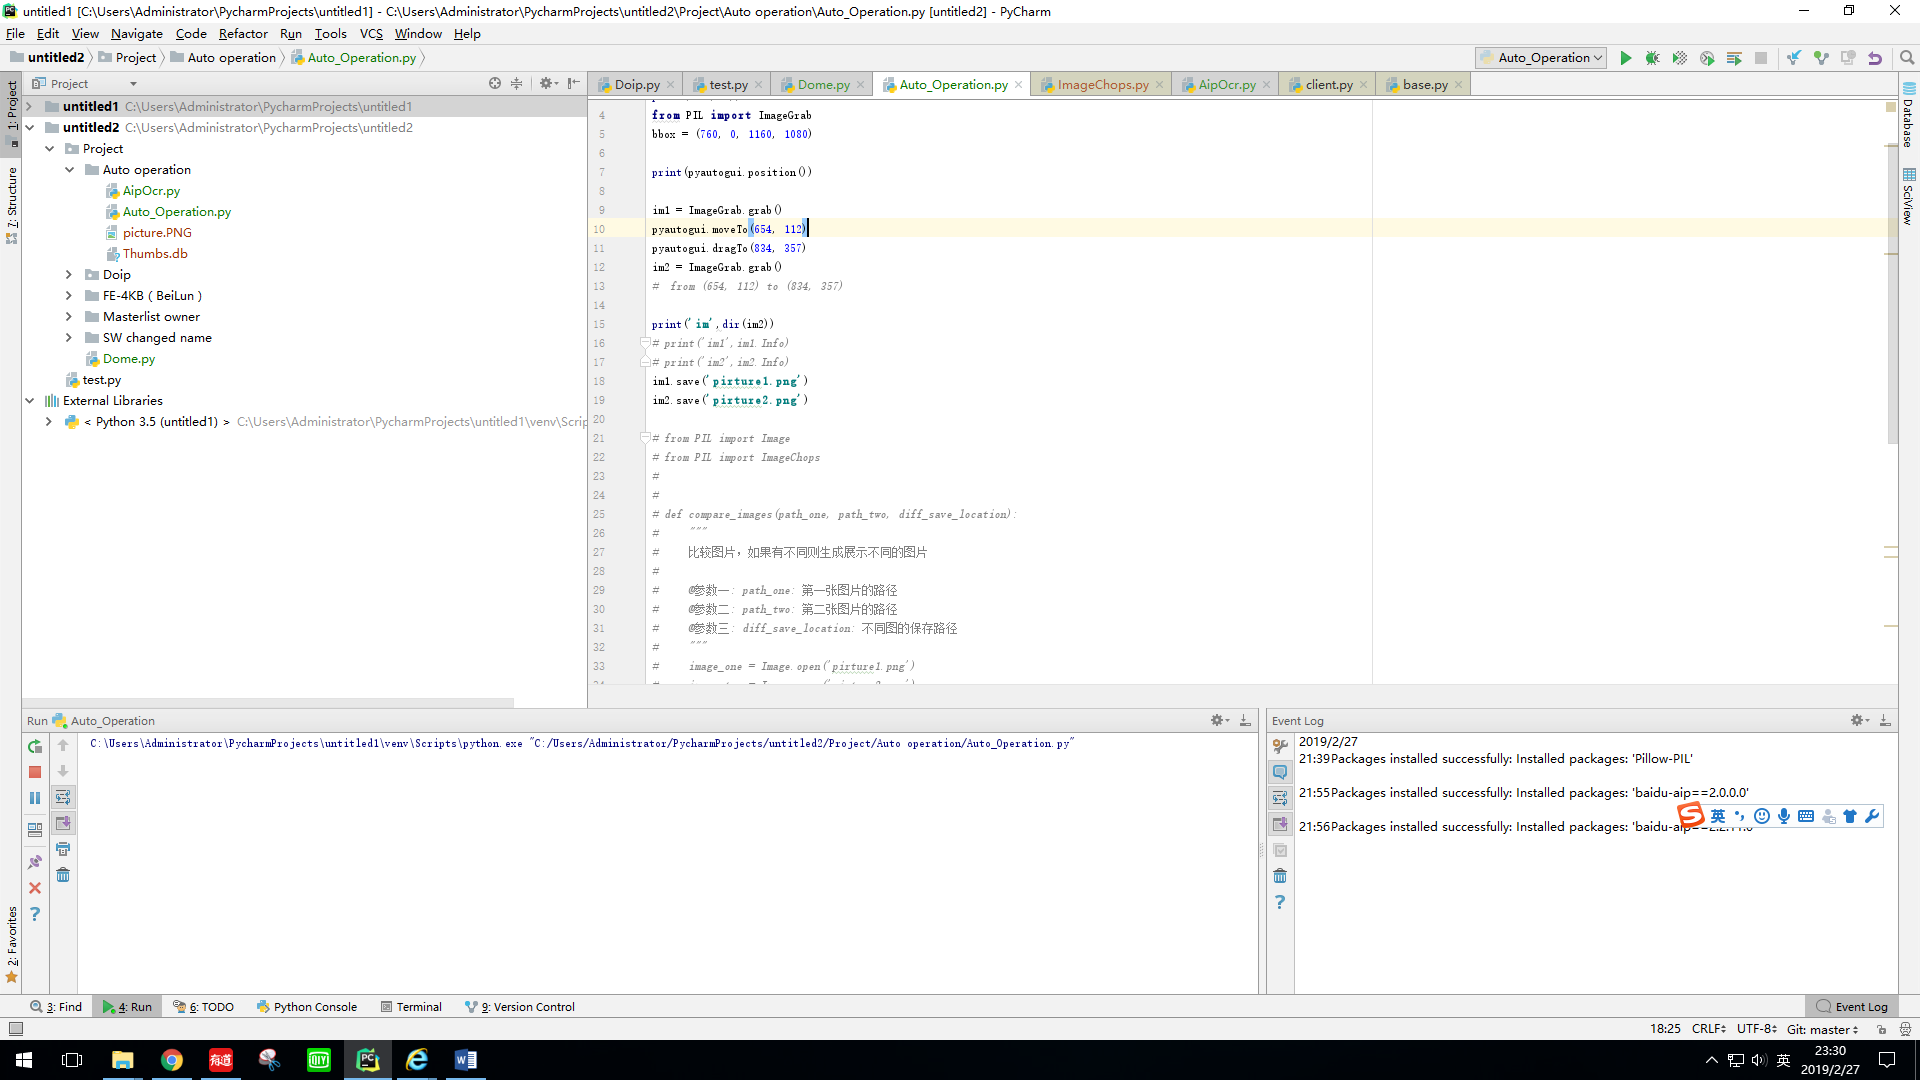 untitled1 [C:\Users\Administrator\PycharmProjects\untitled1] - C:\Users\Administrator\PycharmProjects\untitled2\Project\Auto operation\Auto_Operation.py [untitled2] - PyCharm
File Edit View Navigate Code Refactor Run Tools VCS Window Help
untitled2 Project Auto operation Auto_Operation.py
Auto_Operation
Project
Doip.py test.py Dome.py Auto_Operation.py ImageChops.py AipOcr.py client.py base.py
1: Project
7: Structure
2: Favorites
Database
SciView
untitled1 C:\Users\Administrator\PycharmProjects\untitled1
untitled2 C:\Users\Administrator\PycharmProjects\untitled2
Project
Auto operation
AipOcr.py
Auto_Operation.py
picture.PNG
Thumbs.db
Doip
FE-4KB ( BeiLun )
Masterlist owner
SW changed name
Dome.py
test.py
External Libraries
< Python 3.5 (untitled1) > C:\Users\Administrator\PycharmProjects\untitled1\venv\Scrip
4 from PIL import ImageGrab
5 bbox = (760, 0, 1160, 1080)
6
7 print(pyautogui.position())
8
9 im1 = ImageGrab.grab()
10 pyautogui.moveTo(654, 112)
11 pyautogui.dragTo(834, 357)
12 im2 = ImageGrab.grab()
13 # from (654, 112) to (834, 357)
14
15 print('im',dir(im2))
16 # print('im1',im1.Info)
17 # print('im2',im2.Info)
18 im1.save('pirture1.png')
19 im2.save('pirture2.png')
20
21 # from PIL import Image
22 # from PIL import ImageChops
23 #
24 #
25 # def compare_images(path_one, path_two, diff_save_location):
26 # """
27 # 比较图片，如果有不同则生成展示不同的图片
28 #
29 # @参数一: path_one: 第一张图片的路径
30 # @参数二: path_two: 第二张图片的路径
31 # @参数三: diff_save_location: 不同图的保存路径
32 # """
33 # image_one = Image.open('pirture1.png')
Run Auto_Operation
C:\Users\Administrator\PycharmProjects\untitled1\venv\Scripts\python.exe "C:/Users/Administrator/PycharmProjects/untitled2/Project/Auto operation/Auto_Operation.py"
Event Log
2019/2/27
21:39 Packages installed successfully: Installed packages: 'Pillow-PIL'
21:55 Packages installed successfully: Installed packages: 'baidu-aip==2.0.0.0'
21:56 Packages installed successfully: Installed packages:
英
3: Find 4: Run 6: TODO Python Console Terminal 9: Version Control Event Log
18:25 CRLF UTF-8 Git: master
有道
QIY
PC
英
23:30
2019/2/27